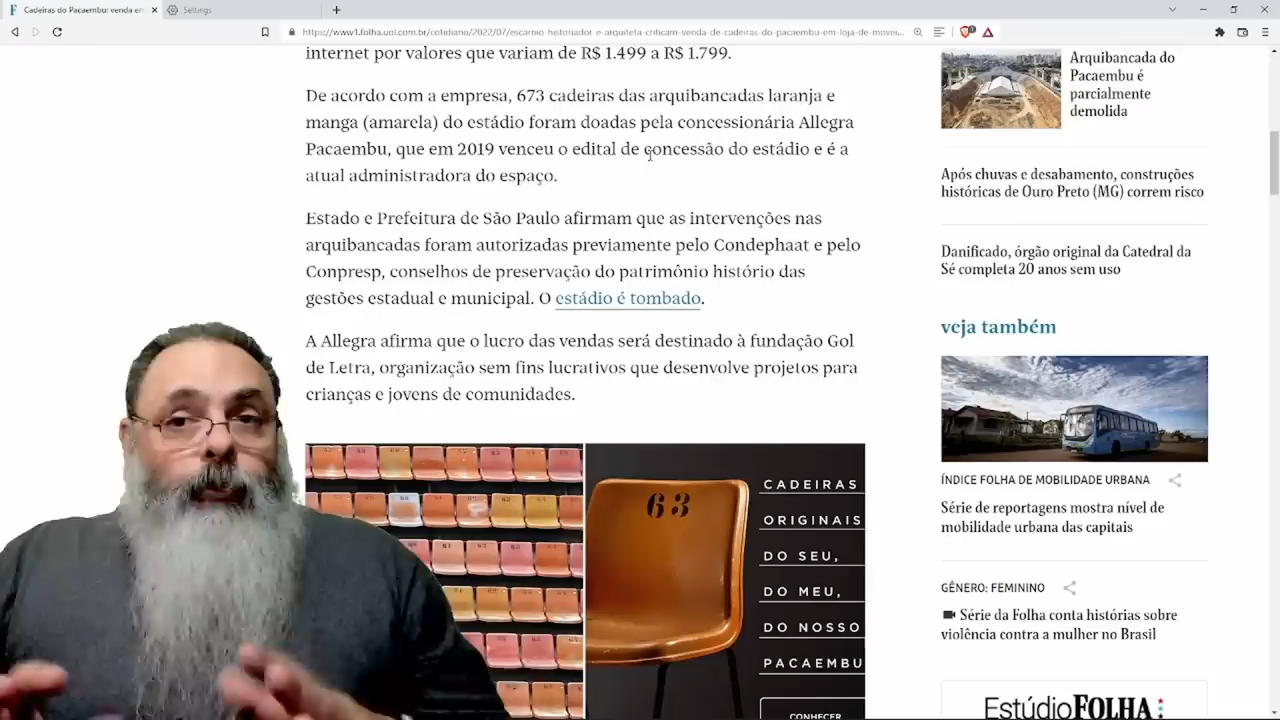 Cadeiras do Pacaembu: venda em
Settings
https://www1.folha.uol.com.br/cotidiano/2022/07/escarnio-historiador-e-arquiteta-criticam-venda-de-cadeiras-do-pacaembu-em-loja-de-movei...
internet por valores que variam de R$ 1.499 a R$ 1.799.
De acordo com a empresa, 673 cadeiras das arquibancadas laranja e
manga (amarela) do estádio foram doadas pela concessionária Allegra
Pacaembu, que em 2019 venceu o edital de concessão do estádio e é a
atual administradora do espaço.
Estado e Prefeitura de São Paulo afirmam que as intervenções nas
arquibancadas foram autorizadas previamente pelo Condephaat e pelo
Conpresp, conselhos de preservação do patrimônio histório das
gestões estadual e municipal. O estádio é tombado.
A Allegra afirma que o lucro das vendas será destinado à fundação Gol
de Letra, organização sem fins lucrativos que desenvolve projetos para
crianças e jovens de comunidades.
63
CADEIRAS
ORIGINAIS
DO SEU,
DO MEU,
DO NOSSO
PACAEMBU
CONHECER
Arquibancada do
Pacaembu é
parcialmente
demolida
Após chuvas e desabamento, construções
históricas de Ouro Preto (MG) correm risco
Danificado, órgão original da Catedral da
Sé completa 20 anos sem uso
veja também
ÍNDICE FOLHA DE MOBILIDADE URBANA
Série de reportagens mostra nível de
mobilidade urbana das capitais
GÊNERO: FEMININO
Série da Folha conta histórias sobre
violência contra a mulher no Brasil
EstúdioFOLHA